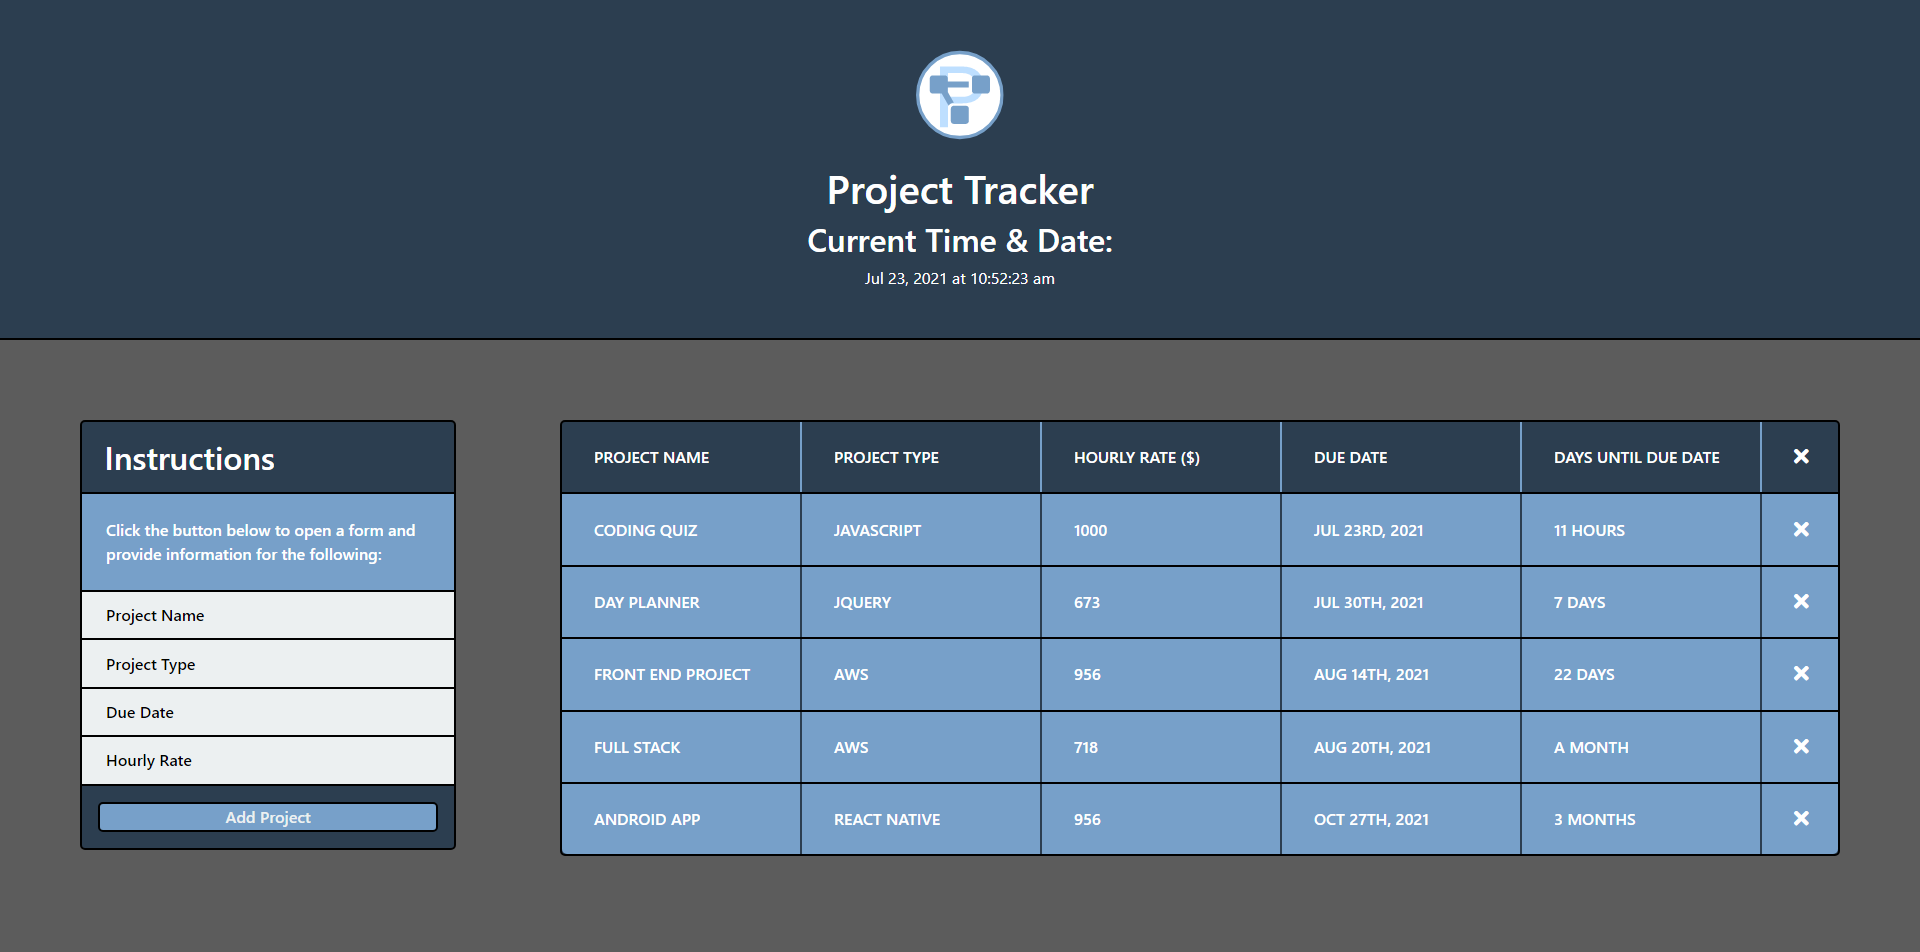 Project Tracker
Current Time & Date:
Jul 23, 2021 at 10:52:23 am
Instructions
Click the button below to open a form and
provide information for the following:
Project Name
Project Type
Due Date
Hourly Rate
Add Project
PROJECT NAME PROJECT TYPE HOURLY RATE ($) DUE DATE DAYS UNTIL DUE DATE
CODING QUIZ JAVASCRIPT 1000 JUL 23RD, 2021 11 HOURS
DAY PLANNER JQUERY 673 JUL 30TH, 2021 7 DAYS
FRONT END PROJECT AWS 956 AUG 14TH, 2021 22 DAYS
FULL STACK AWS 718 AUG 20TH, 2021 A MONTH
ANDROID APP REACT NATIVE 956 OCT 27TH, 2021 3 MONTHS